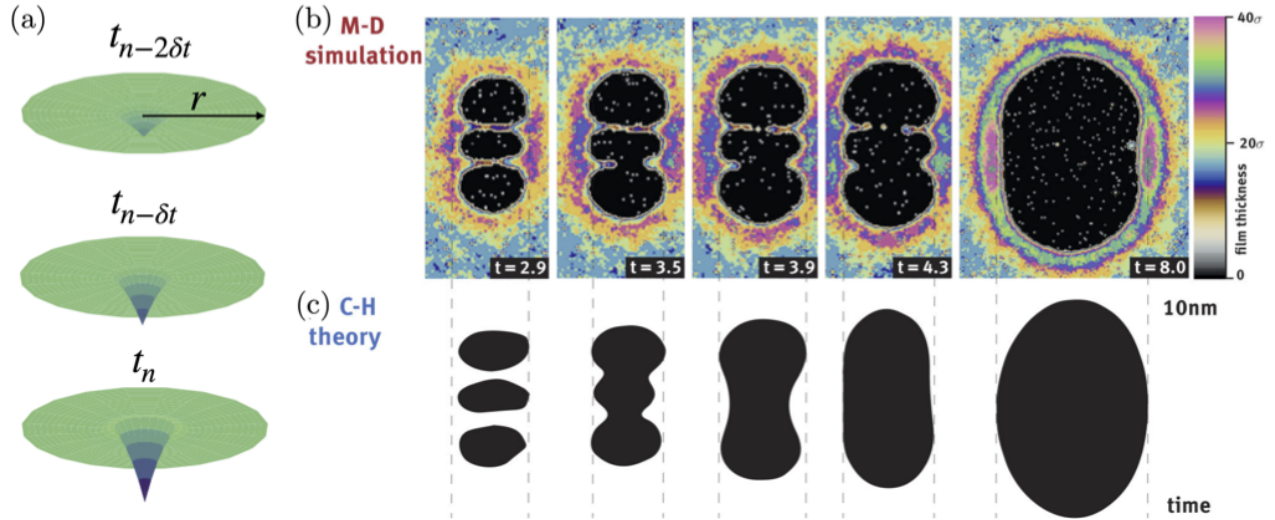 (a)
t_{n-2δt}
r
t_{n-δt}
t_n
(b) M-D
simulation
t = 2.9
t = 3.5
t = 3.9
t = 4.3
t = 8.0
40σ
20σ
0
film thickness
(c) C-H
theory
10nm
time